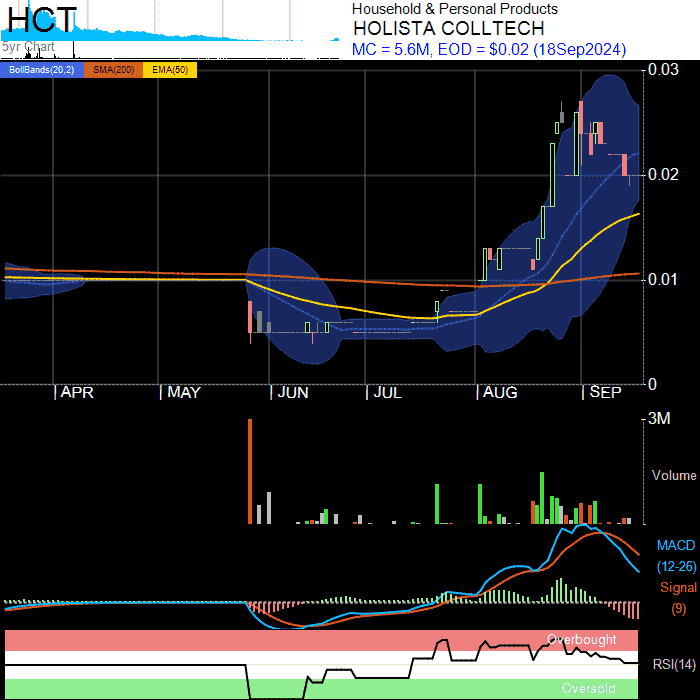 HCT
5yr Chart
Household & Personal Products
HOLISTA COLLTECH
MC = 5.6M, EOD = $0.02 (18Sep2024)
BollBands(20,2) SMA(200) EMA(50)
0.03
0.02
0.01
0
APR MAY JUN JUL AUG SEP
3M
Volume
MACD
(12-26)
Signal
(9)
Overbought
RSI(14)
Oversold